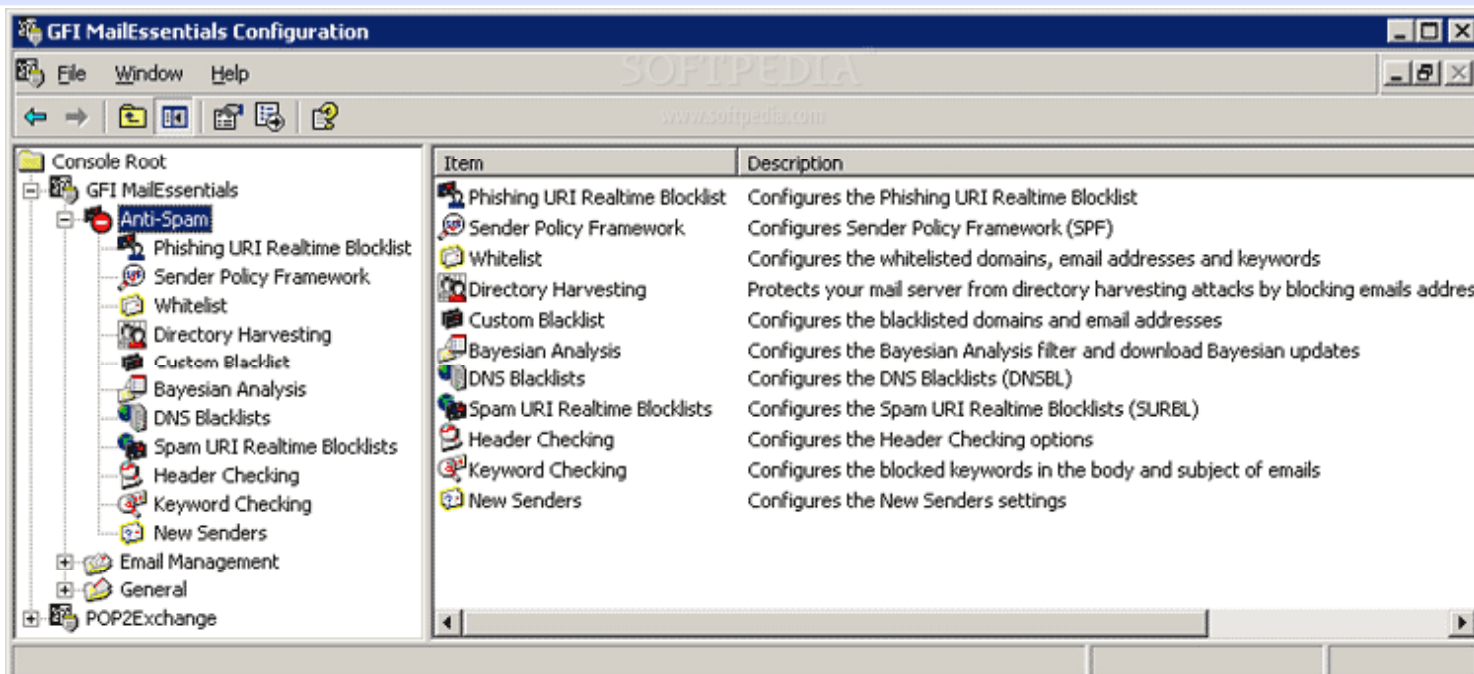 GFI MailEssentials Configuration
File Window Help
SOFTPEDIA
www.softpedia.com
Console Root
GFI MailEssentials
Anti-Spam
Phishing URI Realtime Blocklist
Sender Policy Framework
Whitelist
Directory Harvesting
Custom Blacklist
Bayesian Analysis
DNS Blacklists
Spam URI Realtime Blocklists
Header Checking
Keyword Checking
New Senders
Email Management
General
POP2Exchange
Item Description
Phishing URI Realtime Blocklist Configures the Phishing URI Realtime Blocklist
Sender Policy Framework Configures Sender Policy Framework (SPF)
Whitelist Configures the whitelisted domains, email addresses and keywords
Directory Harvesting Protects your mail server from directory harvesting attacks by blocking emails addres
Custom Blacklist Configures the blacklisted domains and email addresses
Bayesian Analysis Configures the Bayesian Analysis filter and download Bayesian updates
DNS Blacklists Configures the DNS Blacklists (DNSBL)
Spam URI Realtime Blocklists Configures the Spam URI Realtime Blocklists (SURBL)
Header Checking Configures the Header Checking options
Keyword Checking Configures the blocked keywords in the body and subject of emails
New Senders Configures the New Senders settings